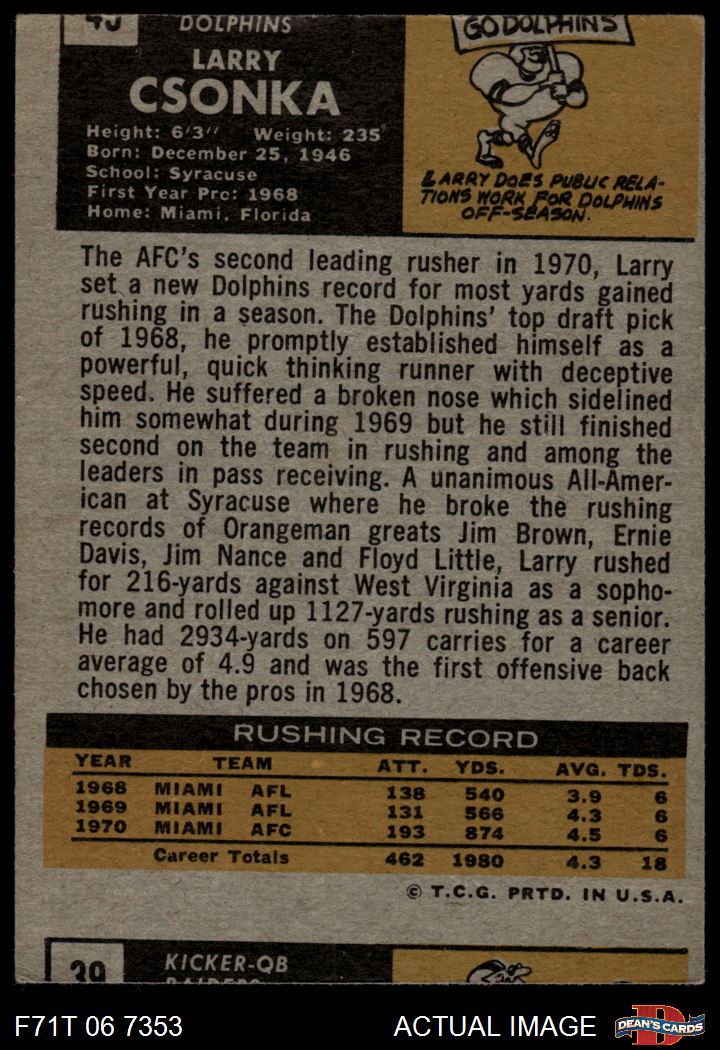 DOLPHINS
LARRY
CSONKA
Height: 6'3" Weight: 235
Born: December 25, 1946
School: Syracuse
First Year Pro: 1968
Home: Miami, Florida
GO DOLPHINS
LARRY DOES PUBLIC RELA-
TIONS WORK FOR DOLPHINS
OFF-SEASON.
The AFC's second leading rusher in 1970, Larry
set a new Dolphins record for most yards gained
rushing in a season. The Dolphins' top draft pick
of 1968, he promptly established himself as a
powerful, quick thinking runner with deceptive
speed. He suffered a broken nose which sidelined
him somewhat during 1969 but he still finished
second on the team in rushing and among the
leaders in pass receiving. A unanimous All-Amer-
ican at Syracuse where he broke the rushing
records of Orangeman greats Jim Brown, Ernie
Davis, Jim Nance and Floyd Little, Larry rushed
for 216-yards against West Virginia as a sopho-
more and rolled up 1127-yards rushing as a senior.
He had 2934-yards on 597 carries for a career
average of 4.9 and was the first offensive back
chosen by the pros in 1968.
RUSHING RECORD
YEAR TEAM ATT. YDS. AVG. TDS.
1968 MIAMI AFL 138 540 3.9 6
1969 MIAMI AFL 131 566 4.3 6
1970 MIAMI AFC 193 874 4.5 6
Career Totals 462 1980 4.3 18
© T.C.G. PRTD. IN U.S.A.
39 KICKER-QB
RAIDERS
F71T 06 7353 ACTUAL IMAGE DEAN'S CARDS